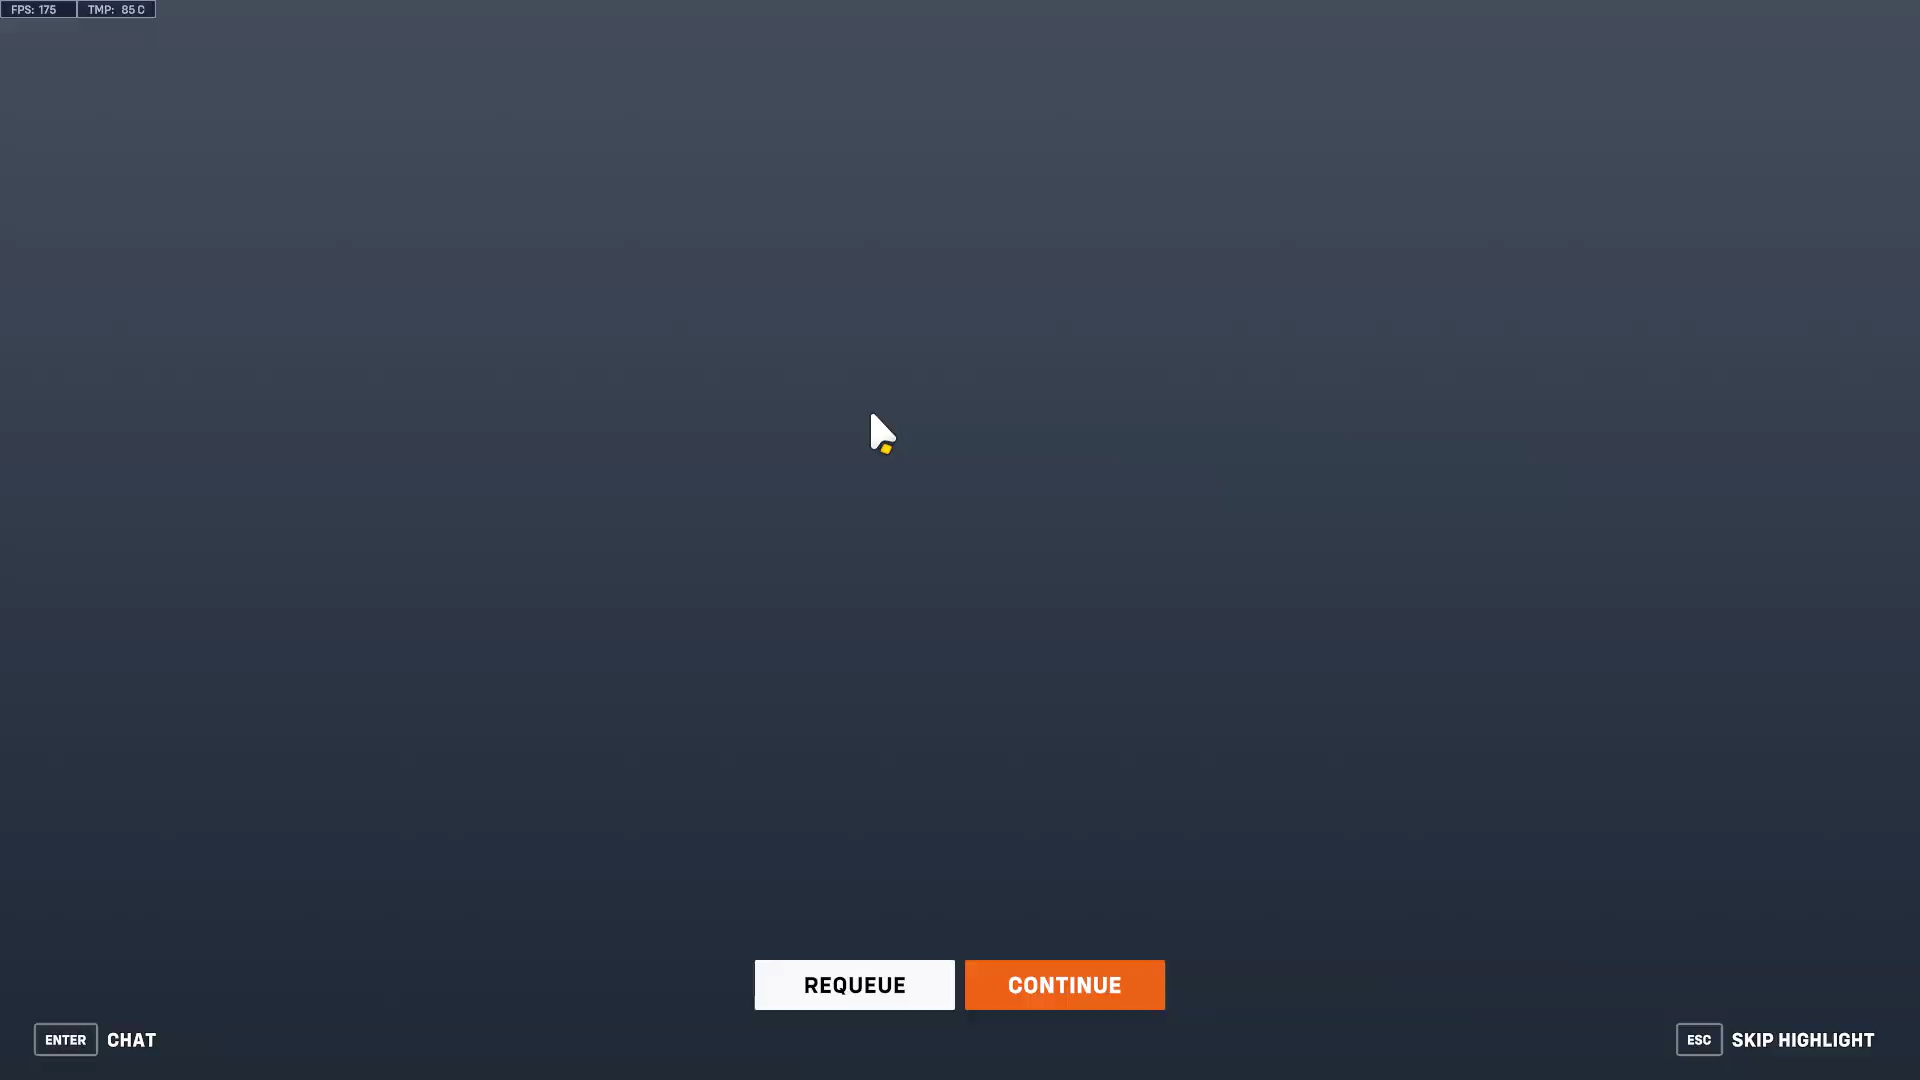 FPS: 175 TMP: 85 C
REQUEUE CONTINUE
ENTER CHAT ESC SKIP HIGHLIGHT